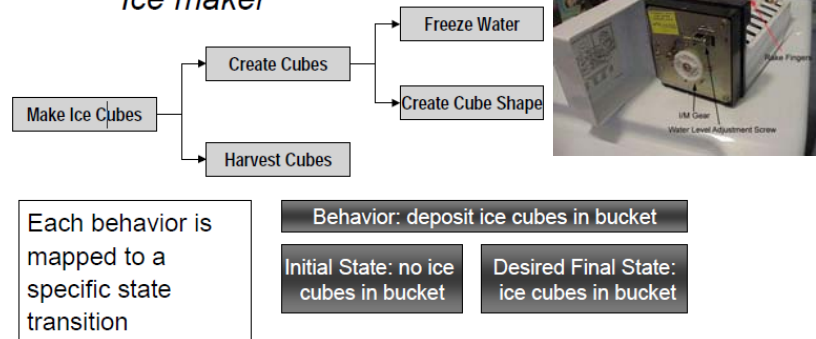 Ice maker
Freeze Water
Create Cubes
Create Cube Shape
Make Ice Cubes
Harvest Cubes
Rake Fingers
I/M Gear
Water Level Adjustment Screw
Each behavior is
mapped to a
specific state
transition
Behavior: deposit ice cubes in bucket
Initial State: no ice
cubes in bucket
Desired Final State:
ice cubes in bucket